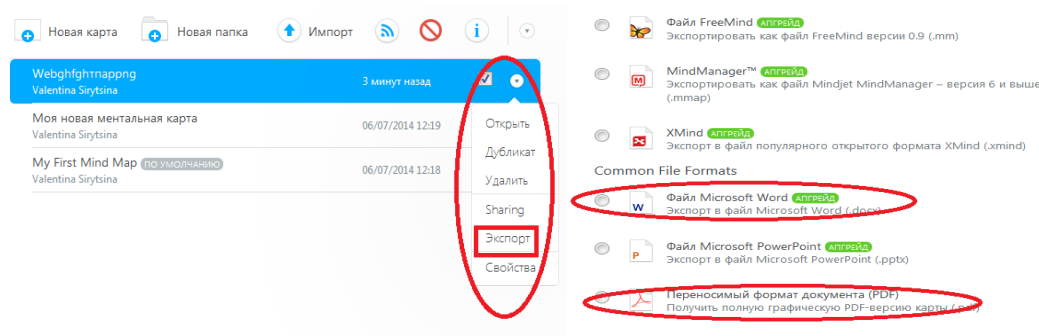 Новая карта
Новая папка
Импорт
Webghfghтnappng
Valentina Sirytsina
3 минут назад
Моя новая ментальная карта
Valentina Sirytsina
06/07/2014 12:19
My First Mind Map ПО УМОЛЧАНИЮ
Valentina Sirytsina
06/07/2014 12:18
Открыть
Дубликат
Удалить
Sharing
Экспорт
Свойства
Файл FreeMind АПГРЕЙД
Экспортировать как файл FreeMind версии 0.9 (.mm)
MindManager™ АПГРЕЙД
Экспортировать как файл Mindjet MindManager – версия 6 и выше
(.mmap)
XMind АПГРЕЙД
Экспорт в файл популярного открытого формата XMind (.xmind)
Common File Formats
Файл Microsoft Word АПГРЕЙД
Экспорт в файл Microsoft Word (.docx)
Файл Microsoft PowerPoint АПГРЕЙД
Экспорт в файл Microsoft PowerPoint (.pptx)
Переносимый формат документа (PDF)
Получить полную графическую PDF-версию карты (.pdf)